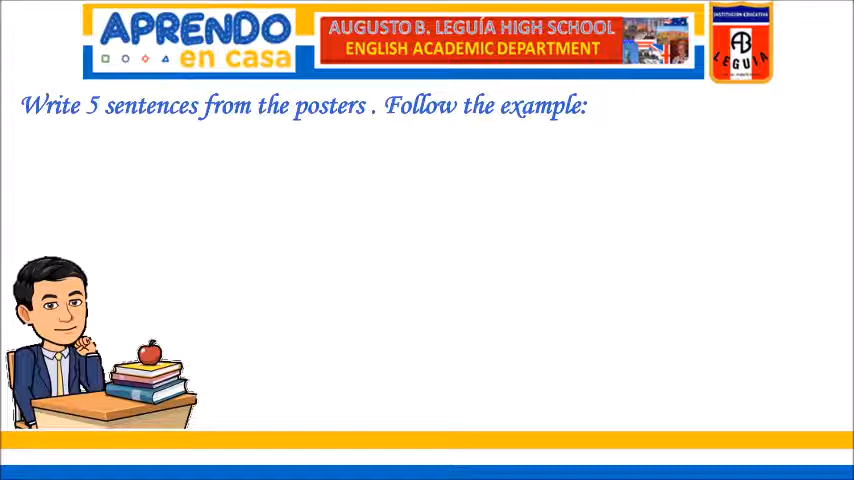 APRENDO
en casa
AUGUSTO B. LEGUÍA HIGH SCHOOL
ENGLISH ACADEMIC DEPARTMENT
INSTITUCIÓN EDUCATIVA
AB
LEGUIA
Write 5 sentences from the posters . Follow the example: